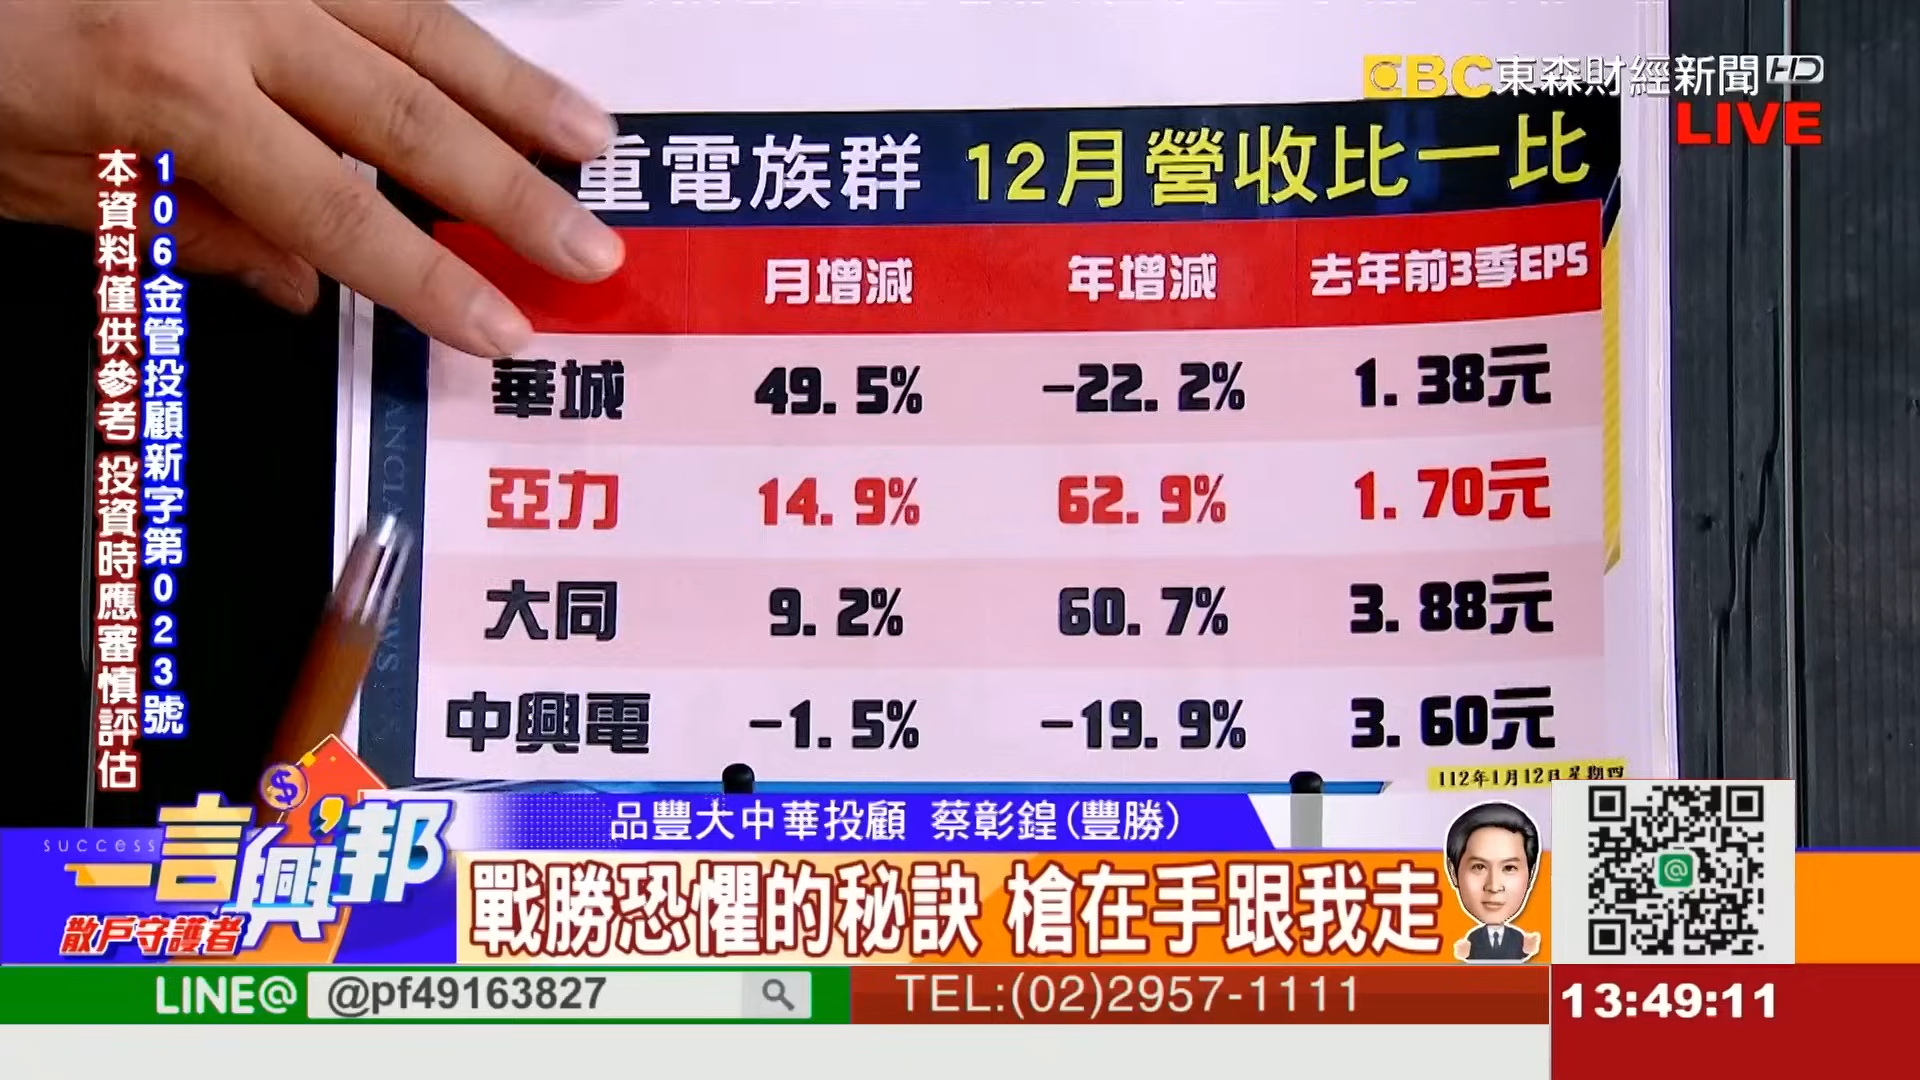 EBC東森財經新聞HD
LIVE
106金管投顧新字第023號
本資料僅供參考 投資時應審慎評估
重電族群 12月營收比一比
月增減 年增減 去年前3季EPS
華城 49.5% -22.2% 1.38元
亞力 14.9% 62.9% 1.70元
大同 9.2% 60.7% 3.88元
中興電 -1.5% -19.9% 3.60元
112年1月12日星期四
success
一言興邦
散戶守護者
品豐大中華投顧 蔡彰鍠(豐勝)
戰勝恐懼的秘訣 槍在手跟我走
LINE@ @pf49163827
TEL:(02)2957-1111
13:49:11